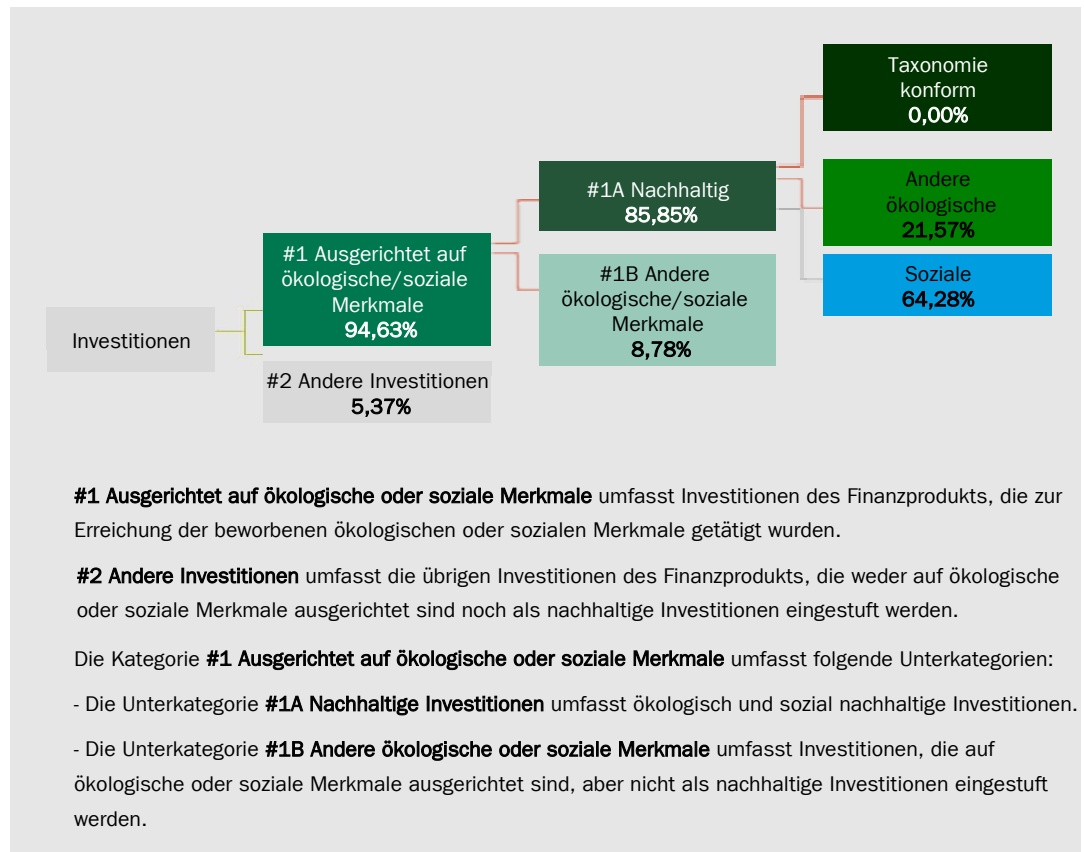 Taxonomie
konform
0,00%
#1A Nachhaltig
85,85%
Andere
ökologische
21,57%
#1 Ausgerichtet auf
ökologische/soziale
Merkmale
94,63%
#1B Andere
ökologische/soziale
Merkmale
8,78%
Soziale
64,28%
Investitionen
#2 Andere Investitionen
5,37%
#1 Ausgerichtet auf ökologische oder soziale Merkmale umfasst Investitionen des Finanzprodukts, die zur
Erreichung der beworbenen ökologischen oder sozialen Merkmale getätigt wurden.
#2 Andere Investitionen umfasst die übrigen Investitionen des Finanzprodukts, die weder auf ökologische
oder soziale Merkmale ausgerichtet sind noch als nachhaltige Investitionen eingestuft werden.
Die Kategorie #1 Ausgerichtet auf ökologische oder soziale Merkmale umfasst folgende Unterkategorien:
- Die Unterkategorie #1A Nachhaltige Investitionen umfasst ökologisch und sozial nachhaltige Investitionen.
- Die Unterkategorie #1B Andere ökologische oder soziale Merkmale umfasst Investitionen, die auf
ökologische oder soziale Merkmale ausgerichtet sind, aber nicht als nachhaltige Investitionen eingestuft
werden.